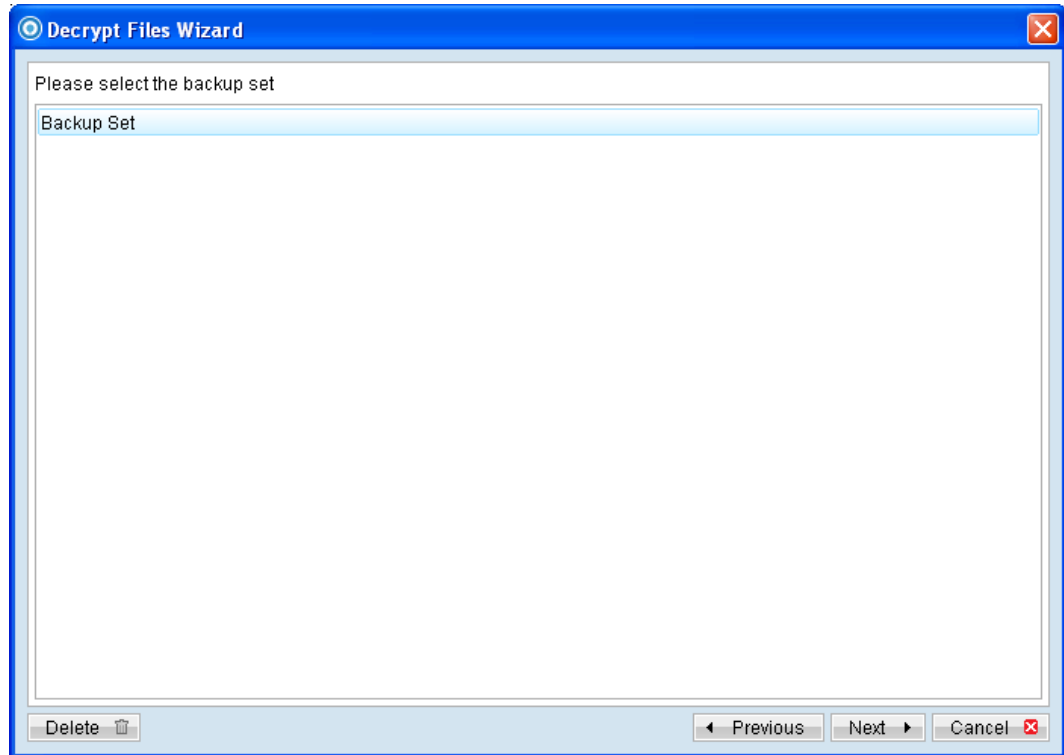 Decrypt Files Wizard
Please select the backup set
Backup Set
Delete
Previous
Next
Cancel